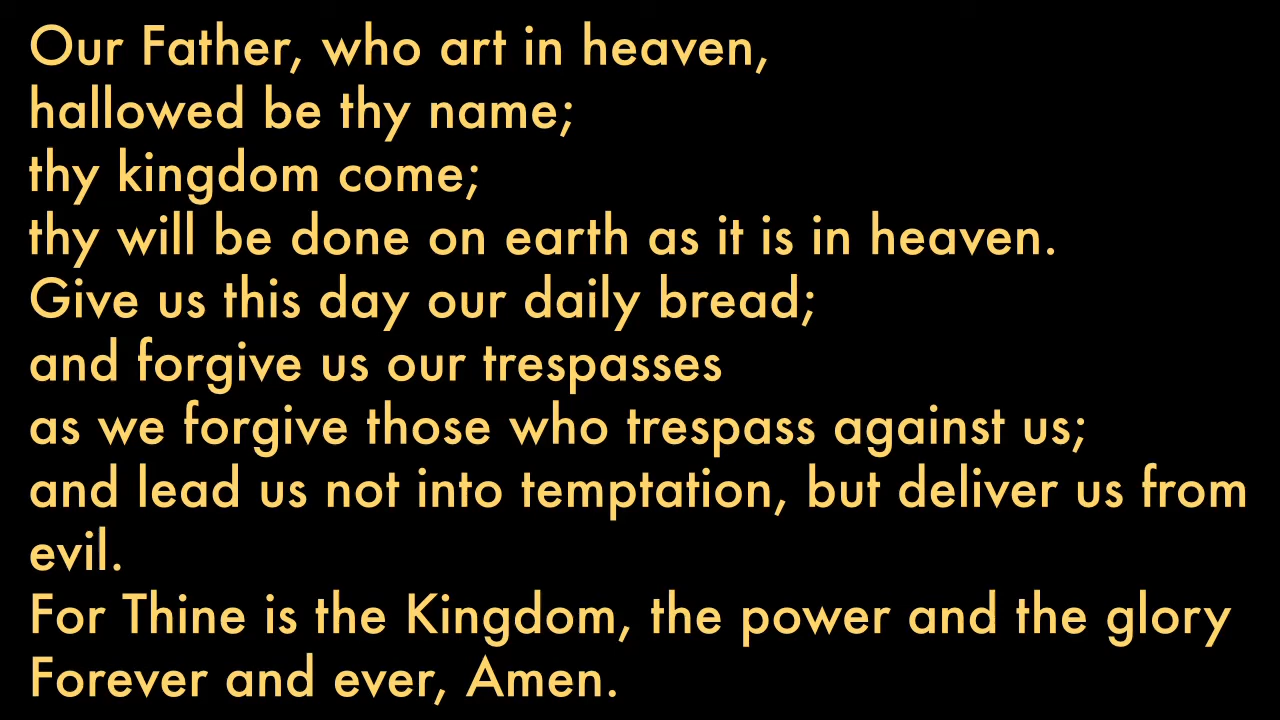 Our Father, who art in heaven,
hallowed be thy name;
thy kingdom come;
thy will be done on earth as it is in heaven.
Give us this day our daily bread;
and forgive us our trespasses
as we forgive those who trespass against us;
and lead us not into temptation, but deliver us from
evil.
For Thine is the Kingdom, the power and the glory
Forever and ever, Amen.